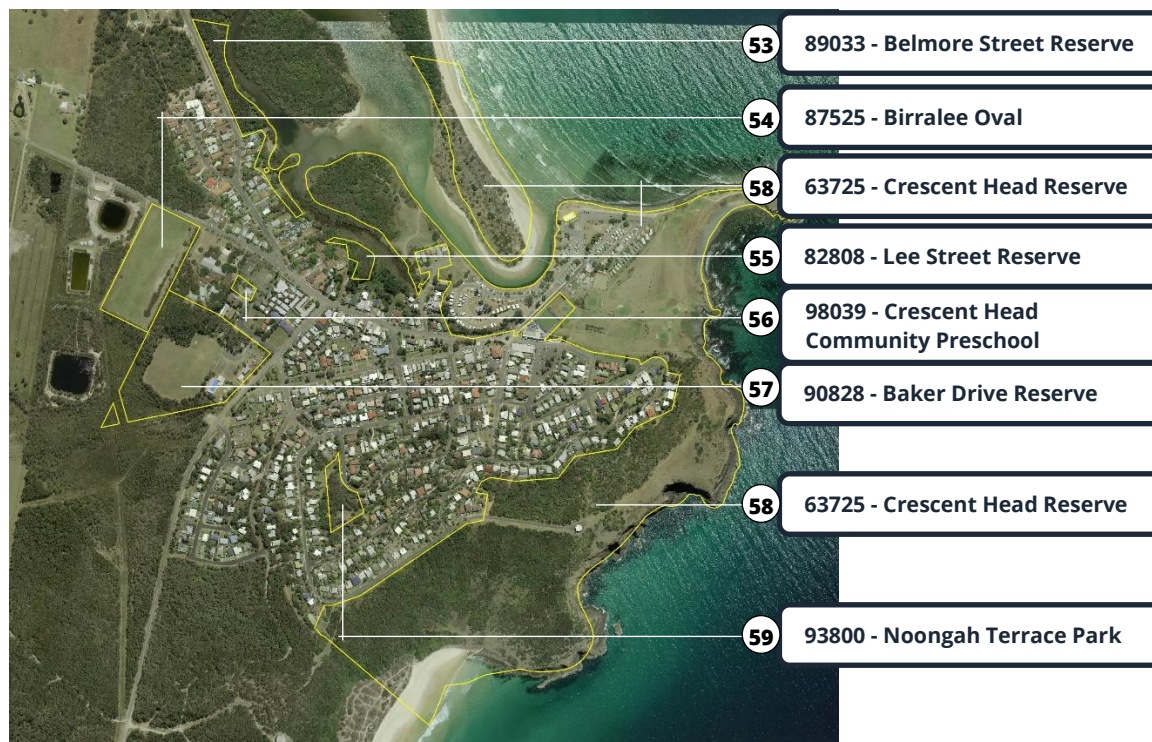 53 89033 - Belmore Street Reserve
54 87525 - Birralee Oval
58 63725 - Crescent Head Reserve
55 82808 - Lee Street Reserve
56 98039 - Crescent Head
Community Preschool
57 90828 - Baker Drive Reserve
58 63725 - Crescent Head Reserve
59 93800 - Noongah Terrace Park